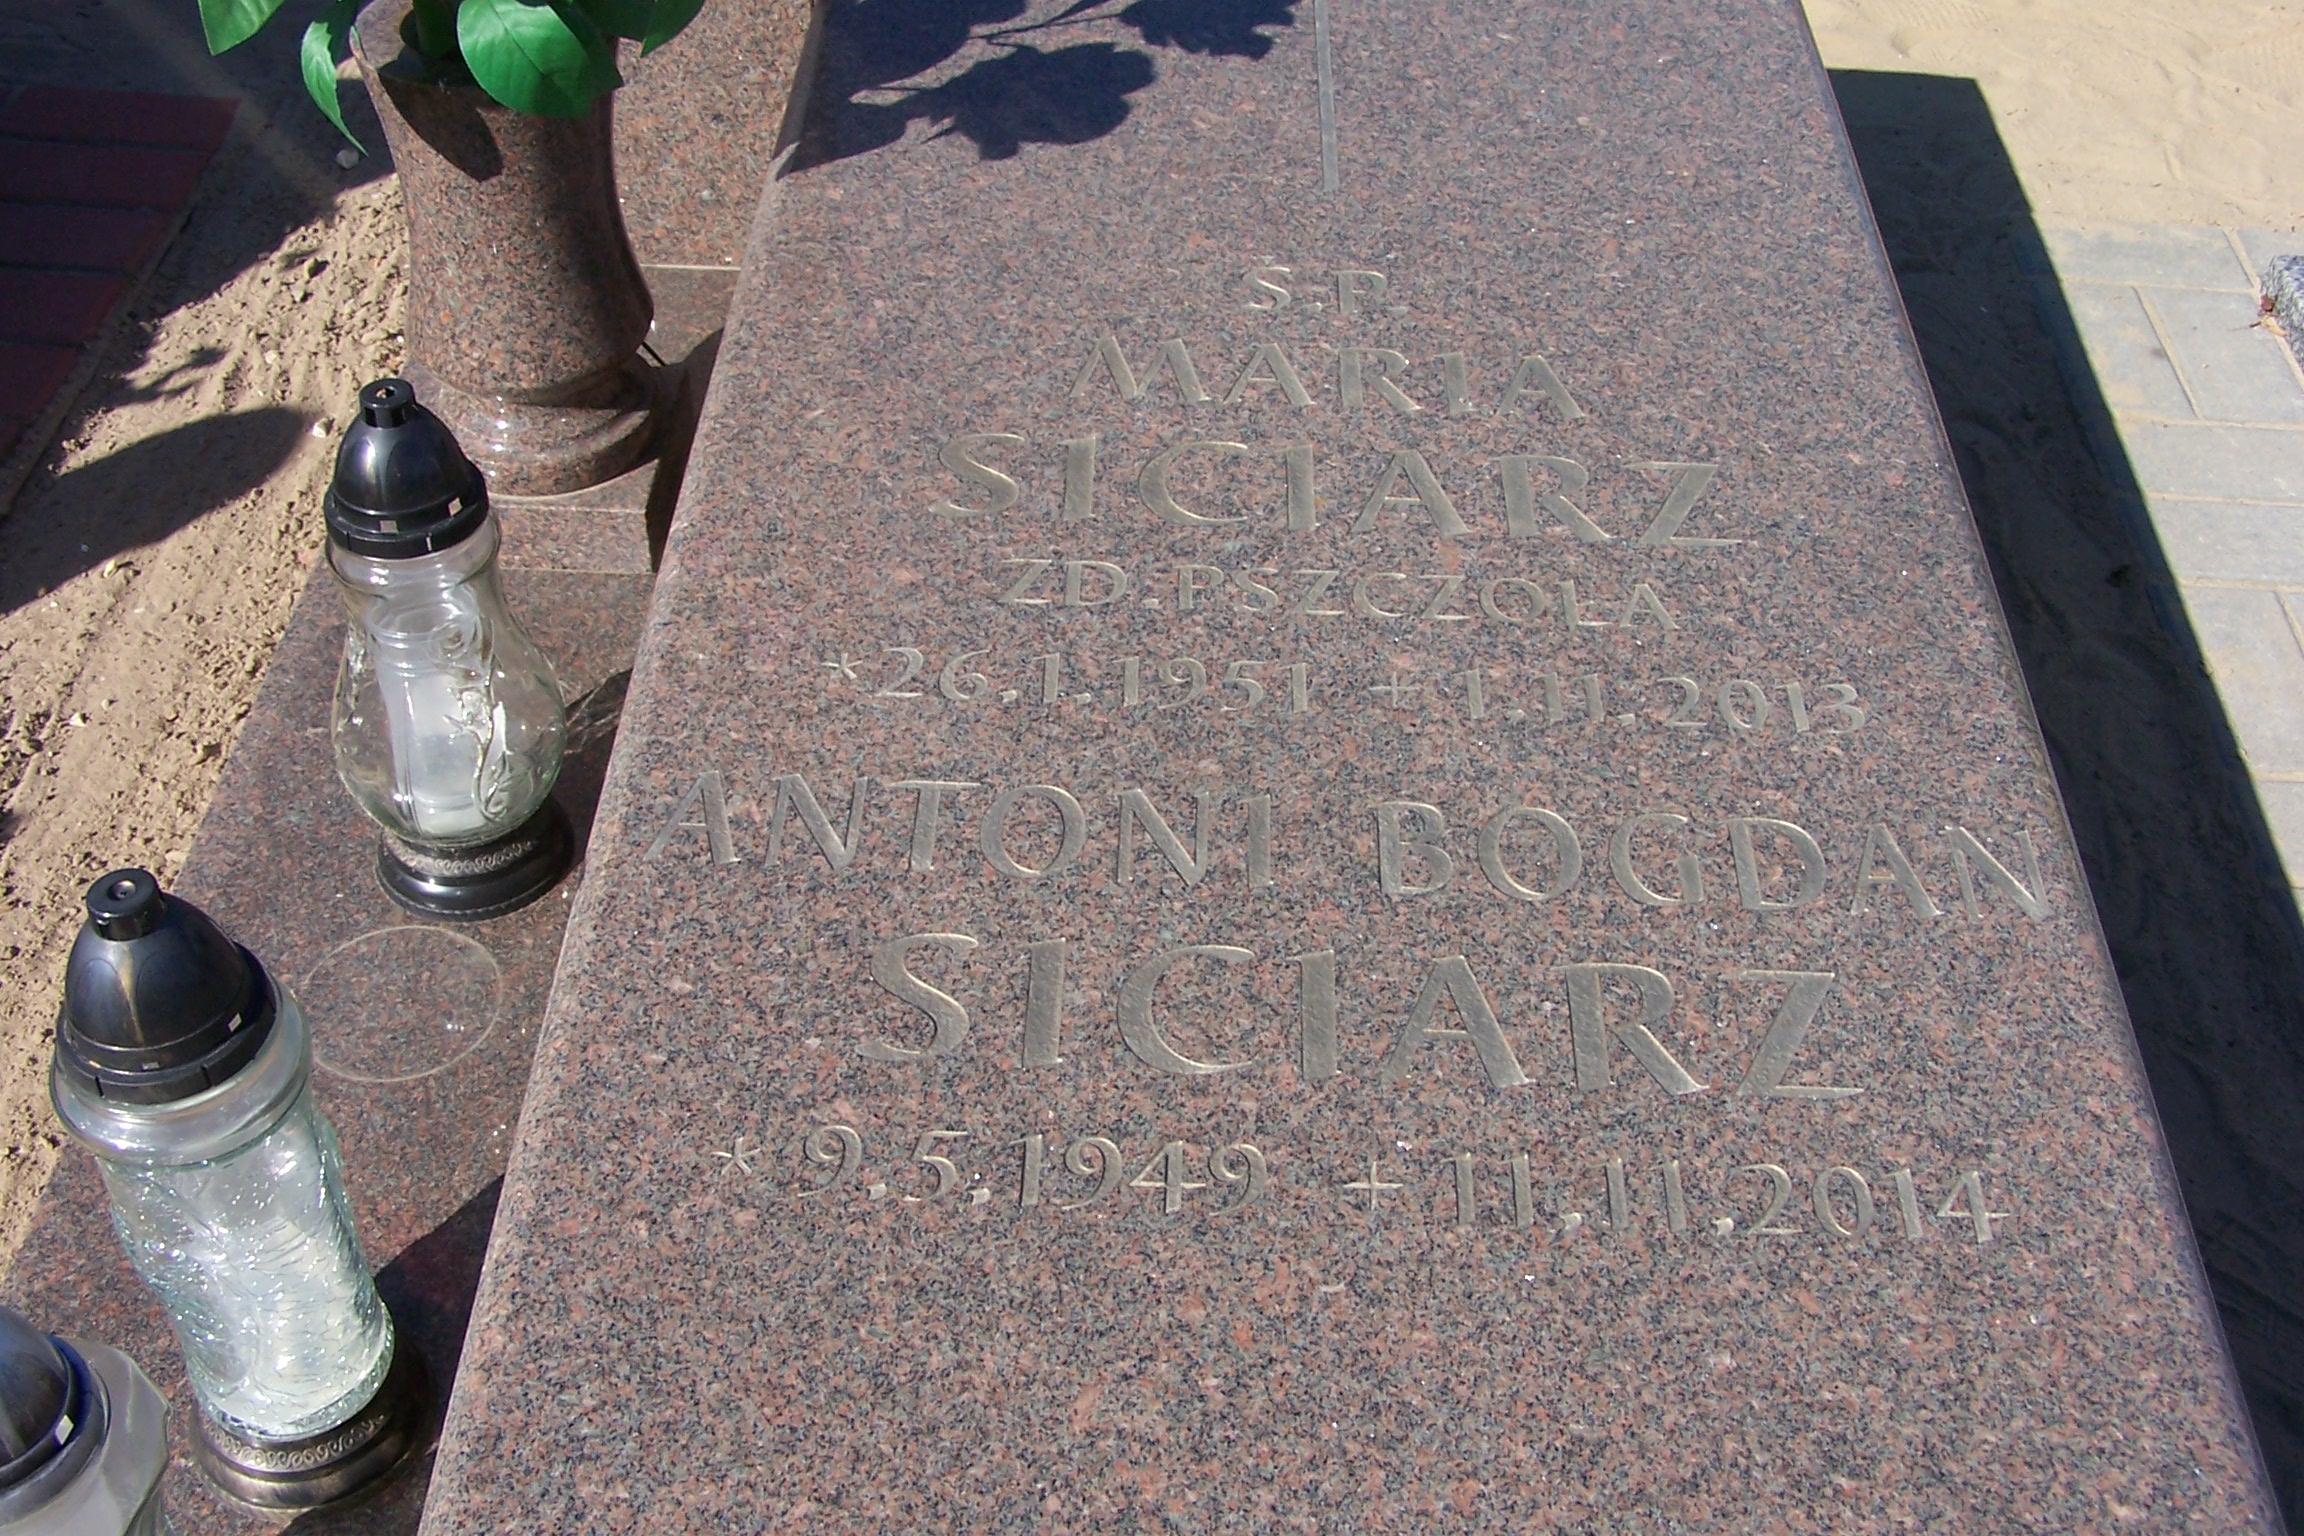 Ś.P.
MARIA
SICIARZ
ZD. PSZCZOŁA
* 26.1.1951 + 1.11.2013
ANTONI BOGDAN
SICIARZ
* 9.5.1949 + 11.11.2014